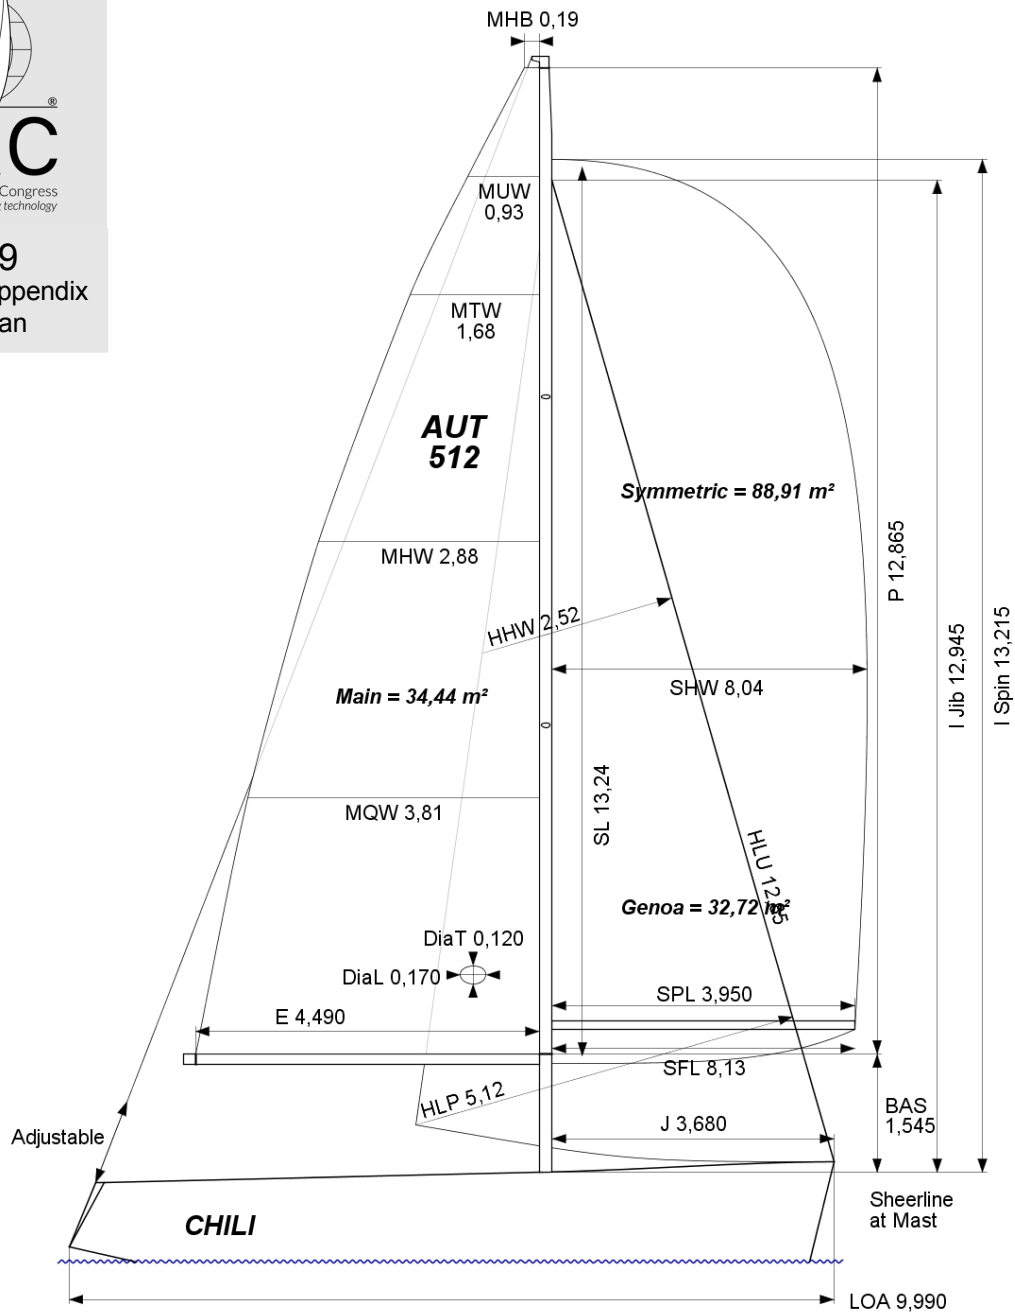 MHB 0,19
®
C
Congress
technology
9
ppendix
an
MUW
0,93
MTW
1,68
AUT
512
Symmetric = 88,91 m²
P 12,865
MHW 2,88
HHW 2,52
I Jib 12,945
I Spin 13,215
SHW 8,04
Main = 34,44 m²
SL 13,24
MQW 3,81
Genoa = 32,72 m²
DiaT 0,120
DiaL 0,170
SPL 3,950
E 4,490
SFL 8,13
HLP 5,12
BAS
1,545
J 3,680
Adjustable
Sheerline
at Mast
CHILI
LOA 9,990
HLU